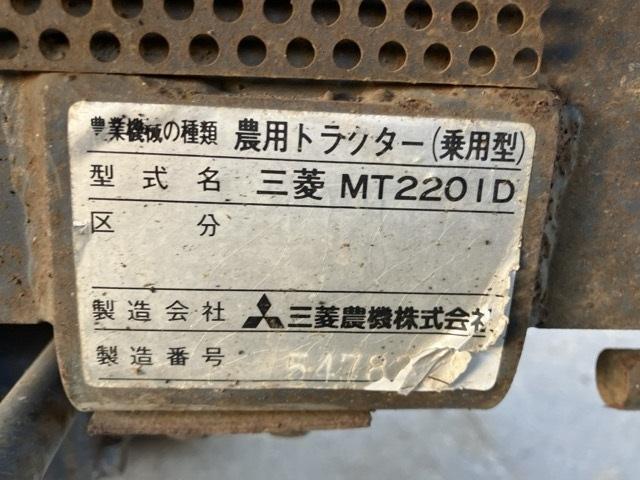 農業機械の種類 農用トラクター(乗用型)
型式名 三菱 MT2201D
区分
製造会社 三菱農機株式会社
製造番号 5478